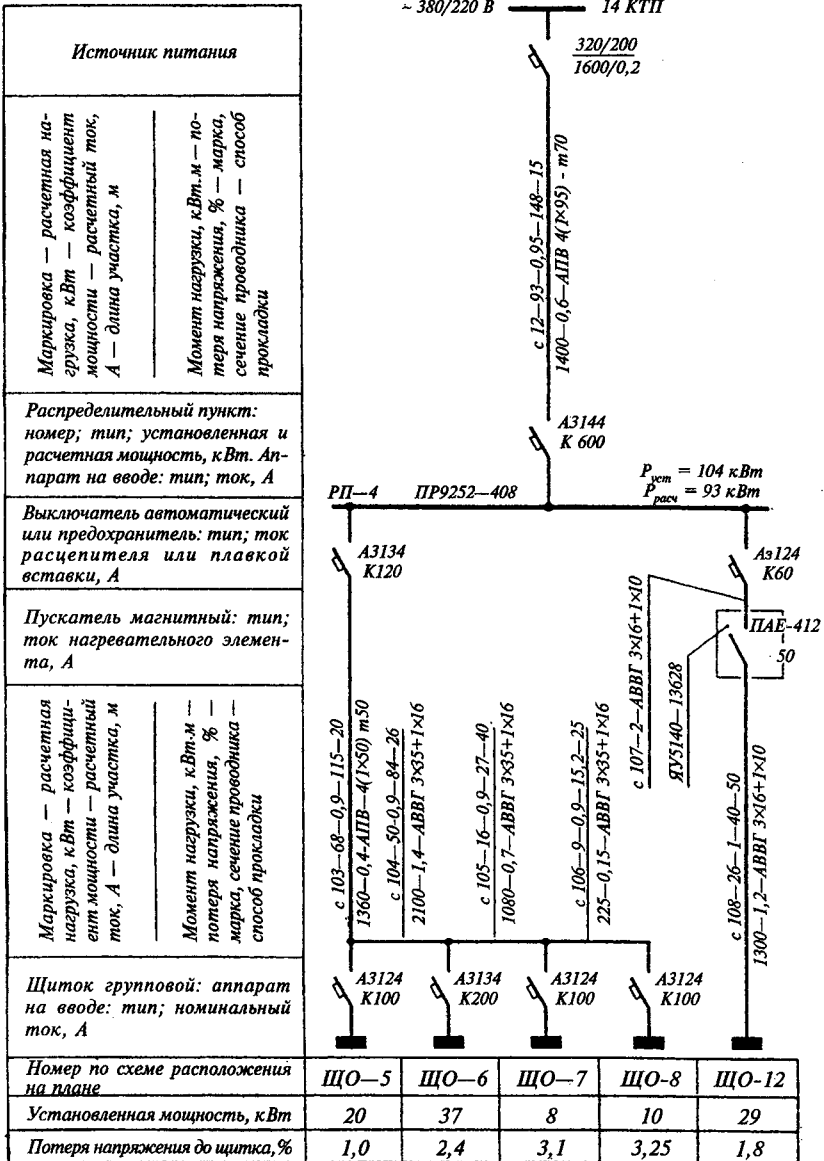 ~ 380/220 В
14 КТП
Источник питания
320/200
1600/0,2
Маркировка — расчетная на-
грузка, кВт — коэффициент
мощности — расчетный ток,
А — длина участка, м
Момент нагрузки, кВт.м — по-
теря напряжения, % — марка,
сечение проводника — способ
прокладки
с 12—93—0,95—148—15
1400—0,6—АПВ 4(1×95) - т70
Распределительный пункт:
номер; тип; установленная и
расчетная мощность, кВт. Ап-
парат на вводе: тип; ток, А
А3144
К 600
РП—4
ПР9252—408
Pуст = 104 кВт
Pрасч = 93 кВт
Выключатель автоматический
или предохранитель: тип; ток
расцепителя или плавкой
вставки, А
А3134
К120
Аз124
К60
Пускатель магнитный: тип;
ток нагревательного элемен-
та, А
ПАЕ-412
50
Маркировка — расчетная
нагрузка, кВт — коэффици-
ент мощности — расчетный
ток, А — длина участка, м
Момент нагрузки, кВт·м —
потеря напряжения, % —
марка, сечение проводника —
способ прокладки
с 103—68—0,9—115—20
1360—0,4-АПВ—4(1×50) т50
с 104—50-0,9—84—26
2100—1,4—АВВГ 3×35+1×16
с 105—16—0,9—27—40
1080—0,7—АВВГ 3×35+1×16
с 106—9—0,9—15,2—25
225—0,15—АВВГ 3×35+1×16
с 107—2—АВВГ 3×16+1×10
ЯУ5140—13628
с 108—26—1—40—50
1300—1,2—АВВГ 3×16+1×10
Щиток групповой: аппарат
на вводе: тип; номинальный
ток, А
А3124
К100
А3134
К200
А3124
К100
А3124
К100
Номер по схеме расположения
на плане
ЩО—5 ЩО—6 ЩО—7 ЩО-8 ЩО-12
Установленная мощность, кВт 20 37 8 10 29
Потеря напряжения до щитка,% 1,0 2,4 3,1 3,25 1,8